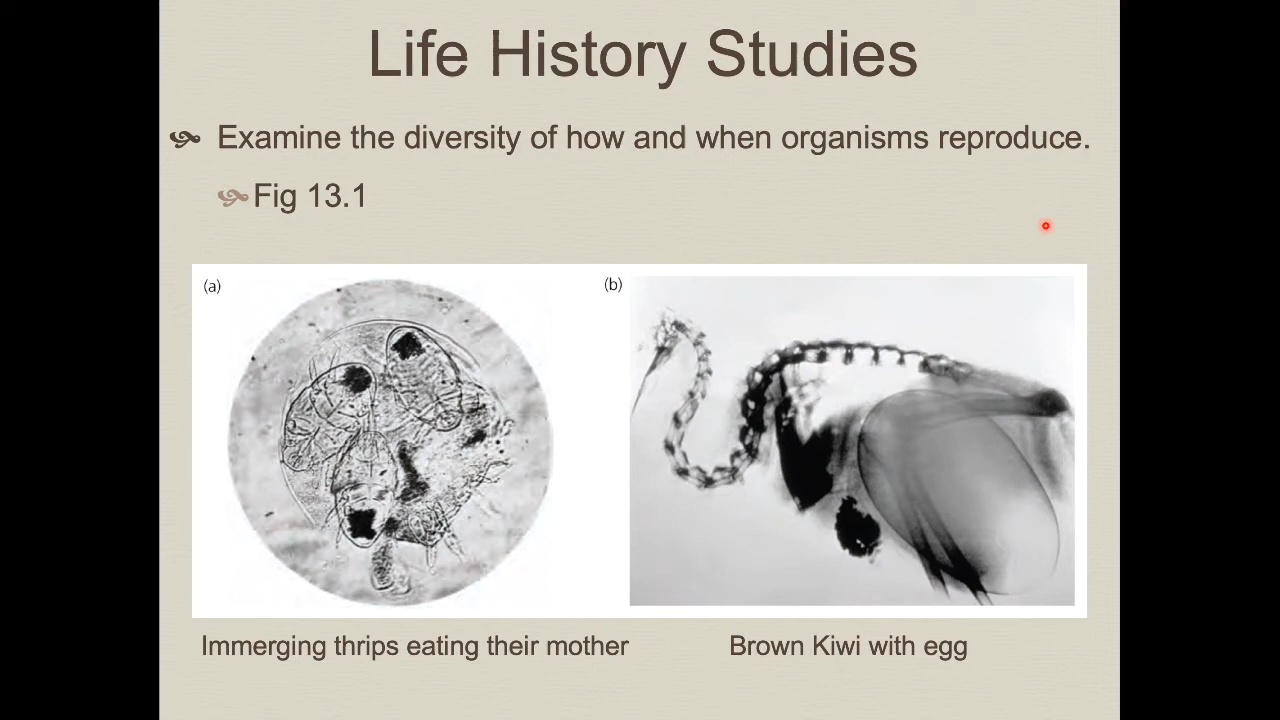 Life History Studies
Examine the diversity of how and when organisms reproduce.
Fig 13.1
(a)
(b)
Immerging thrips eating their mother
Brown Kiwi with egg